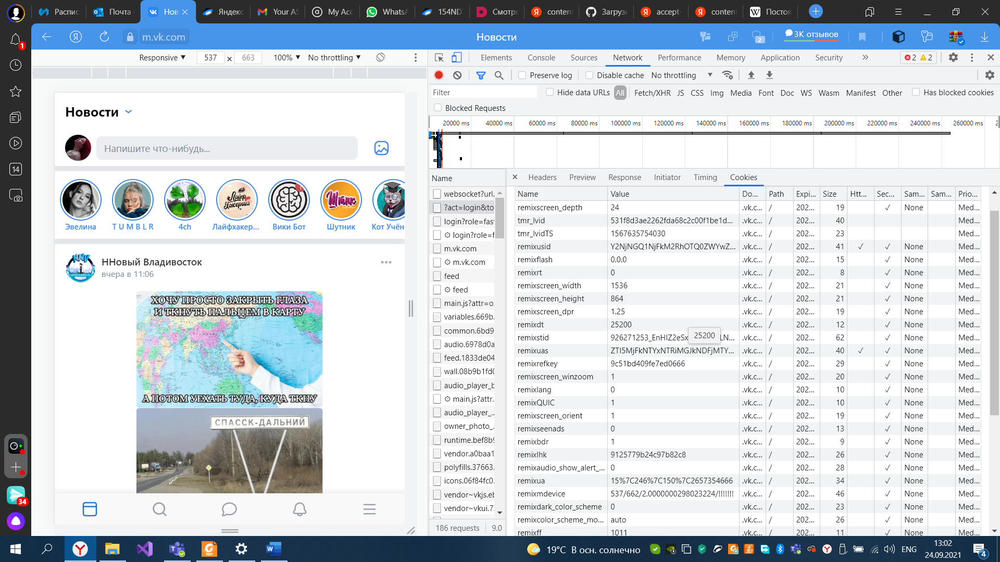 Распис
Почта
Нов
Яндекс
Your AS
My Acc
WhatsA
154ND
Смотре
content
Загрузк
accept-
content
Постоя
m.vk.com
Новости
2
3K отзывов
1
14
34
Responsive ▼ 537 × 663 100% ▼ No throttling ▼
Elements Console Sources Network Performance Memory Application Security » 2 2
Preserve log Disable cache No throttling ▼
Filter Hide data URLs All Fetch/XHR JS CSS Img Media Font Doc WS Wasm Manifest Other Has blocked cookies
Blocked Requests
20000 ms 40000 ms 60000 ms 80000 ms 100000 ms 120000 ms 140000 ms 160000 ms 180000 ms 200000 ms 220000 ms 240000 ms 260000 ms 2
Новости
Напишите что-нибудь...
Эвелина
T U M B L R
4ch
Лайфхакер...
Вики Бот
Шутник
Кот Учён
Лайфхакерша
Штник
ННовый Владивосток
вчера в 11:06
NNV
ХОЧУ ПРОСТО ЗАКРЫТЬ ГЛАЗА
И ТКНУТЬ ПАЛЬЦЕМ В КАРТУ
А ПОТОМ УЕХАТЬ ТУДА, КУДА ТКНУ
СПАССК-ДАЛЬНИЙ
Name
websocket?url.
?act=login&to
login?role=fas
login?role=f
m.vk.com
m.vk.com
feed
feed
main.js?attr=o.
variables.669b.
common.6bd9
audio.6978d0a
feed.1833de04
wall.08b9b1fd0
audio_player_b
main.js?attr.
audio_player_..
owner_photo_.
runtime.bef8b9
vendor.a0baa1
polyfills.37663.
icons.06f84fc0.
vendor~vkjs.eb
vendor~vkui.7.
186 requests 9.0
× Headers Preview Response Initiator Timing Cookies
Name Value Do... Path Expi... Size Htt... Sec... Sam... Sam... Prio...
remixscreen_depth 24 .vk.c... / 202... 19 ✓ None Med...
tmr_lvid 531f8d3ae2262fda68c2c00f1be1d... .vk.c... / 202... 40 Med...
tmr_lvidTS 1567635754030 .vk.c... / 202... 23 Med...
remixusid Y2NjNGQ1NjFkM2RhOTQ0ZWYwZ... .vk.c... / 202... 41 ✓ ✓ None Med...
remixflash 0.0.0 .vk.c... / 202... 15 ✓ None Med...
remixrt 0 .vk.c... / 202... 8 ✓ None Med...
remixscreen_width 1536 .vk.c... / 202... 21 ✓ None Med...
remixscreen_height 864 .vk.c... / 202... 21 ✓ None Med...
remixscreen_dpr 1.25 .vk.c... / 202... 19 ✓ None Med...
remixdt 25200 .vk.c... / 202... 12 ✓ None Med...
remixstid 926271253_EnHIZ2eSx 25200 LN... .vk.c... / 202... 62 ✓ None Med...
remixuas ZTI5MjFkNTYxNTRiMGJkNDFjMTY... .vk.c... / 202... 40 ✓ ✓ None Med...
remixrefkey 9c51bd409fe7ed0666 .vk.c... / 202... 29 ✓ None Med...
remixscreen_winzoom 1 .vk.c... / 202... 20 ✓ None Med...
remixlang 0 .vk.c... / 202... 10 ✓ None Med...
remixQUIC 1 .vk.c... / 202... 10 ✓ None Med...
remixscreen_orient 1 .vk.c... / 202... 19 ✓ None Med...
remixseenads 0 .vk.c... / 202... 13 ✓ None Med...
remixbdr 1 .vk.c... / 202... 9 ✓ None Med...
remixlhk 9125779b24c97b82c8 .vk.c... / 202... 26 ✓ None Med...
remixaudio_show_alert_... 0 .vk.c... / 202... 28 ✓ None Med...
remixua 15%7C246%7C150%7C2657354666 .vk.c... / 202... 34 ✓ None Med...
remixmdevice 537/662/2.0000000298023224/!!!!!!! .vk.c... / 202... 46 ✓ None Med...
remixdark_color_scheme 0 .vk.c... / 202... 23 ✓ None Med...
remixcolor_scheme_mo... auto .vk.c... / 202... 26 ✓ None Med...
remixff 1011 .vk.c... / 202... 11 ✓ None Med...
19°C В осн. солнечно
ENG
13:02
24.09.2021
4